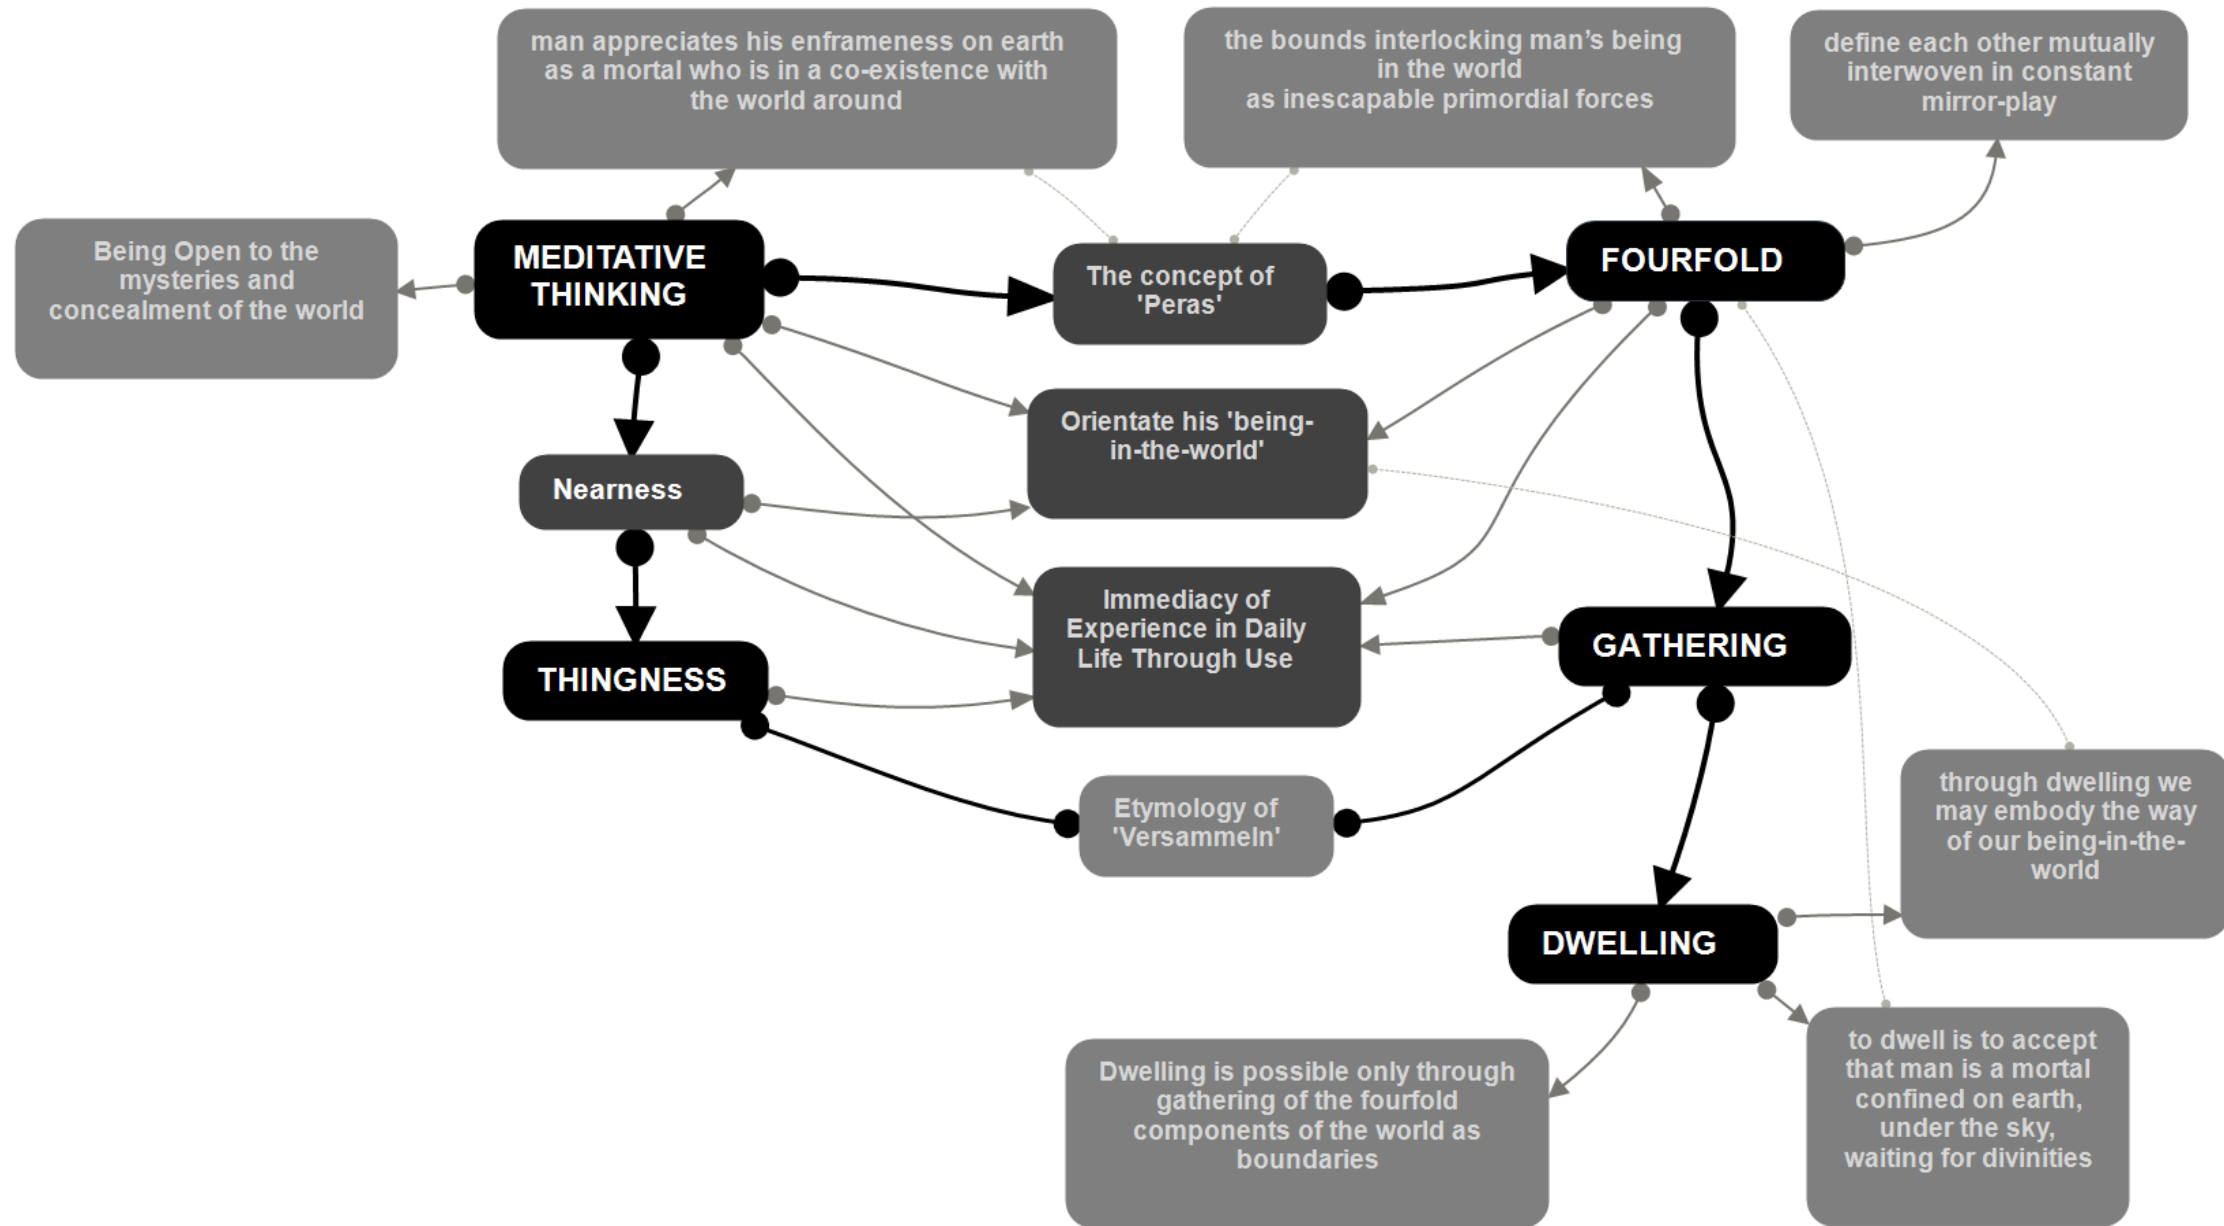 man appreciates his enframeness on earth
as a mortal who is in a co-existence with
the world around
the bounds interlocking man’s being
in the world
as inescapable primordial forces
define each other mutually
interwoven in constant
mirror-play
Being Open to the
mysteries and
concealment of the world
MEDITATIVE
THINKING
The concept of
'Peras'
FOURFOLD
Orientate his 'being-
in-the-world'
Nearness
Immediacy of
Experience in Daily
Life Through Use
THINGNESS
GATHERING
Etymology of
'Versammeln'
through dwelling we
may embody the way
of our being-in-the-
world
DWELLING
Dwelling is possible only through
gathering of the fourfold
components of the world as
boundaries
to dwell is to accept
that man is a mortal
confined on earth,
under the sky,
waiting for divinities